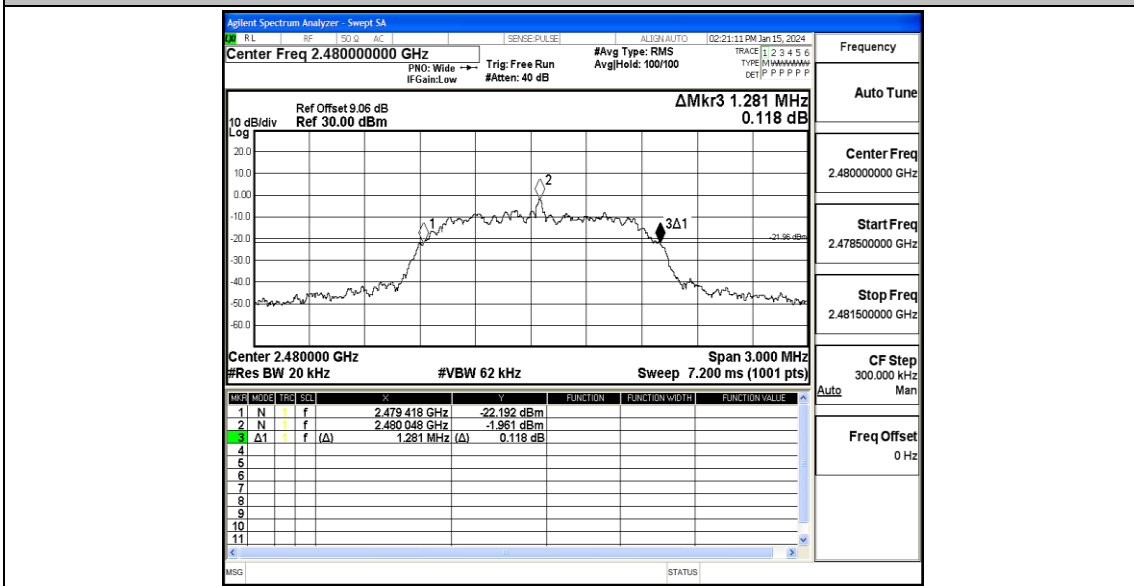 Agilent Spectrum Analyzer - Swept SA
RL RF 50 Ω AC SENSE:PULSE ALIGN AUTO 02:21:11 PM Jan 15, 2024
Center Freq 2.480000000 GHz
PNO: Wide
IFGain:Low
Trig: Free Run
#Atten: 40 dB
#Avg Type: RMS
Avg|Hold: 100/100
TRACE 1 2 3 4 5 6
TYPE M WWWWW
DET P P P P P P
Ref Offset 9.06 dB
10 dB/div Ref 30.00 dBm
Log
ΔMkr3 1.281 MHz
0.118 dB
20.0
10.0
0.00
-10.0
-20.0
-30.0
-40.0
-50.0
-60.0
1
2
3Δ1
-21.96 dBm
Center 2.480000 GHz Span 3.000 MHz
#Res BW 20 kHz #VBW 62 kHz Sweep 7.200 ms (1001 pts)
MKR MODE TRC SCL X Y FUNCTION FUNCTION WIDTH FUNCTION VALUE
1 N 1 f 2.479 418 GHz -22.192 dBm
2 N 1 f 2.480 048 GHz -1.961 dBm
3 Δ1 1 f (Δ) 1.281 MHz (Δ) 0.118 dB
4
5
6
7
8
9
10
11
MSG STATUS
Frequency
Auto Tune
Center Freq
2.480000000 GHz
Start Freq
2.478500000 GHz
Stop Freq
2.481500000 GHz
CF Step
300.000 kHz
Auto Man
Freq Offset
0 Hz